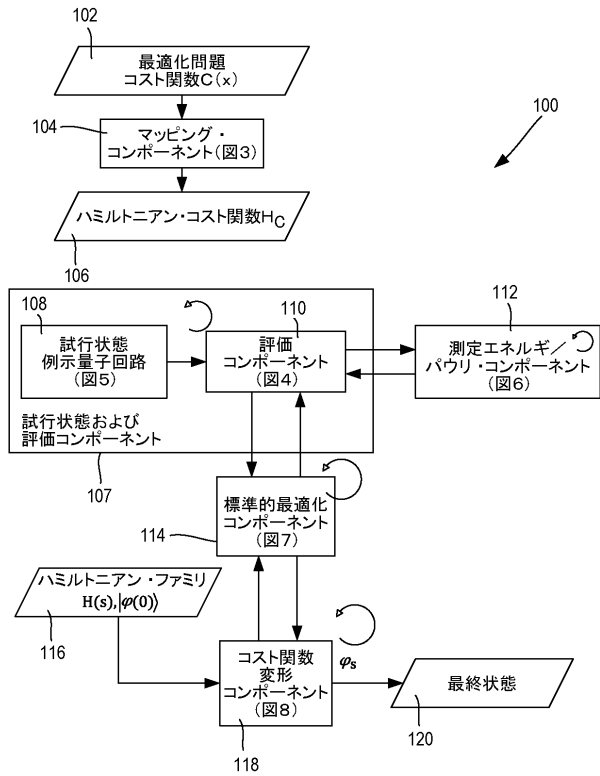 102
最適化問題
コスト関数C(x)
104
マッピング・
コンポーネント(図3)
100
ハミルトニアン・コスト関数HC
106
108
試行状態
例示量子回路
(図5)
110
評価
コンポーネント
(図4)
112
測定エネルギ/
パウリ・コンポーネント
(図6)
試行状態および
評価コンポーネント
107
標準的最適化
コンポーネント
(図7)
114
ハミルトニアン・ファミリ
H(s),|φ(0)⟩
116
コスト関数
変形
コンポーネント
(図8)
118
φs
最終状態
120